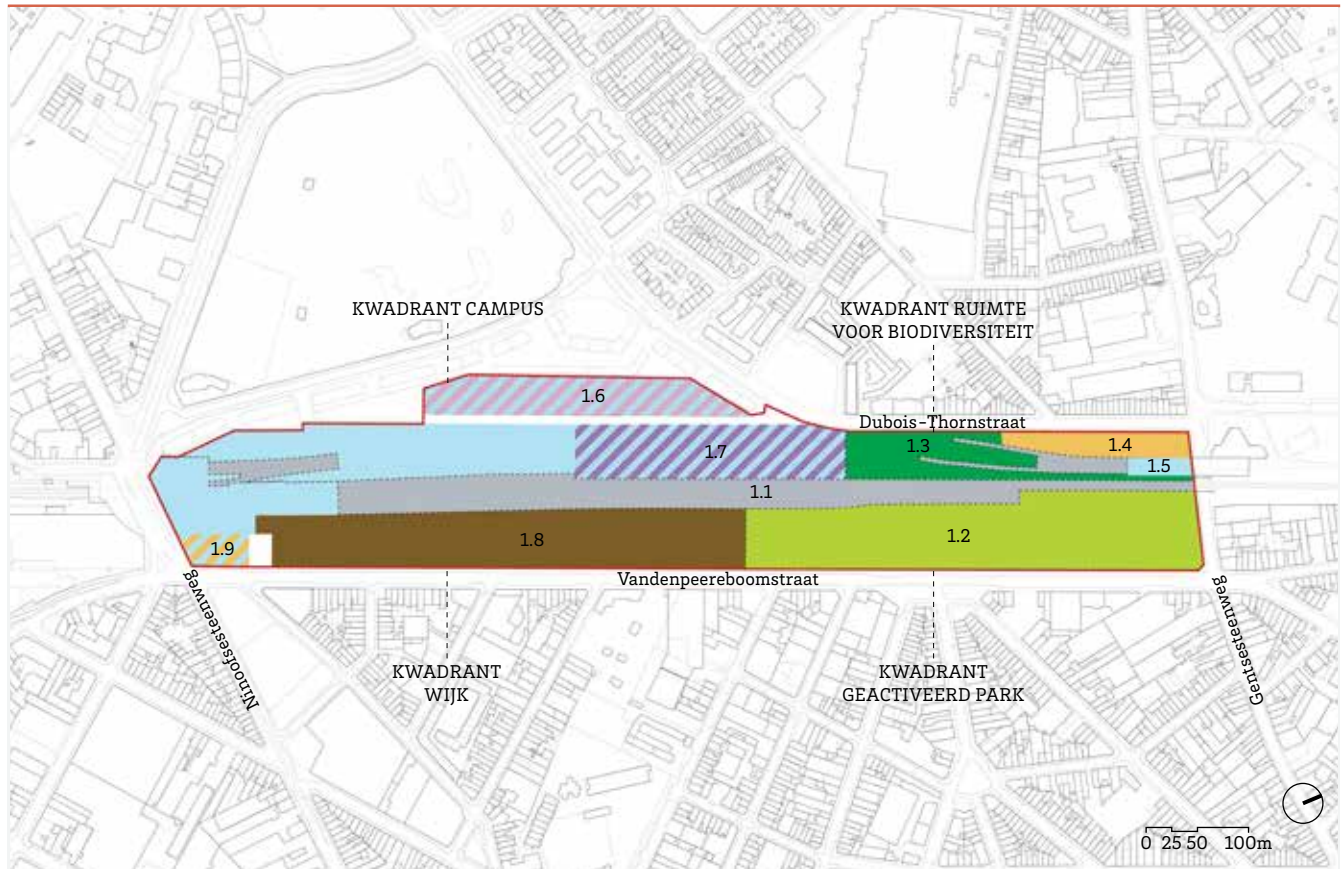 KWADRANT CAMPUS
KWADRANT RUIMTE
VOOR BIODIVERSITEIT
1.6
Dubois-Thornstraat
1.3
1.4
1.7
1.5
1.1
1.2
1.8
1.9
Vandenpeereboomstraat
Ninoofsesteenweg
KWADRANT
WIJK
KWADRANT
GEACTIVEERD PARK
Gentsesteenweg
0 25 50 100m